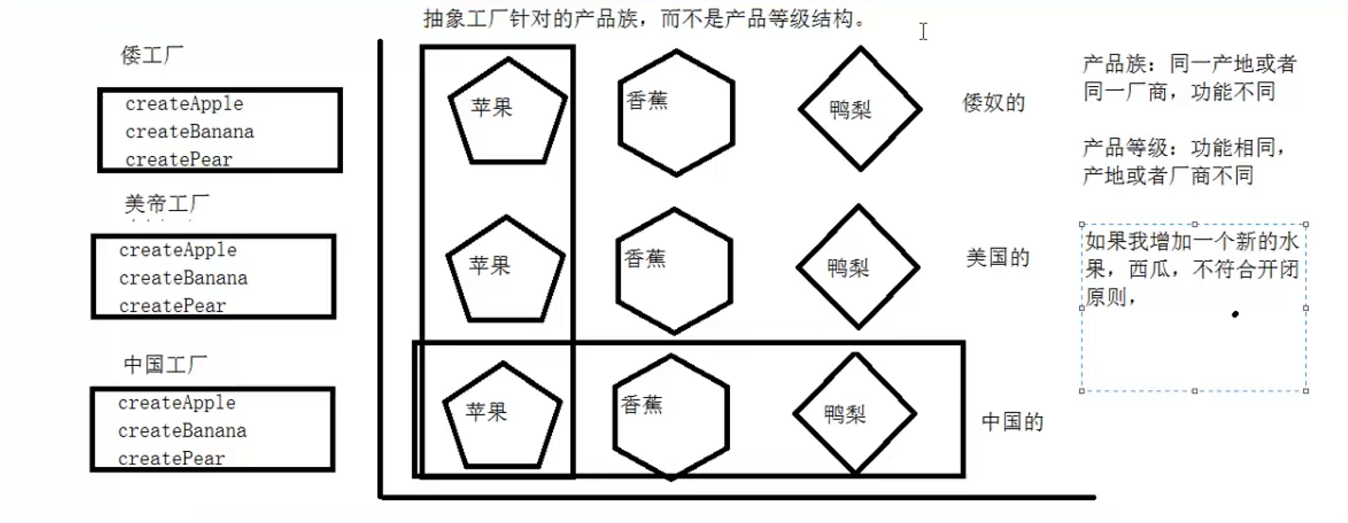 抽象工厂针对的产品族，而不是产品等级结构。
倭工厂
createApple
createBanana
createPear
美帝工厂
createApple
createBanana
createPear
中国工厂
createApple
createBanana
createPear
苹果
香蕉
鸭梨
倭奴的
苹果
香蕉
鸭梨
美国的
苹果
香蕉
鸭梨
中国的
产品族：同一产地或者
同一厂商，功能不同
产品等级：功能相同，
产地或者厂商不同
如果我增加一个新的水
果，西瓜，不符合开闭
原则，